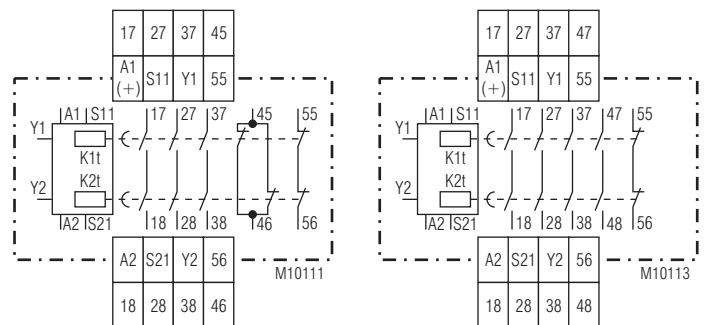 17 27 37 45
A1 (+) S11 Y1 55
A1 S11 17 27 37 45 55
Y1
K1t
K2t
Y2
A2 S21 18 28 38 46 56
A2 S21 Y2 56
M10111
18 28 38 46
17 27 37 47
A1 (+) S11 Y1 55
A1 S11 17 27 37 47 55
Y1
K1t
K2t
Y2
A2 S21 18 28 38 48 56
A2 S21 Y2 56
M10113
18 28 38 48